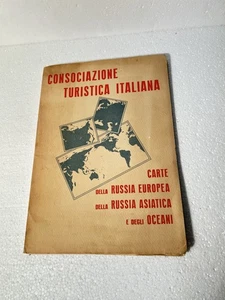 CONSOCIAZIONE
TURISTICA ITALIANA
CARTE
DELLA RUSSIA EUROPEA
DELLA RUSSIA ASIATICA
E DEGLI OCEANI